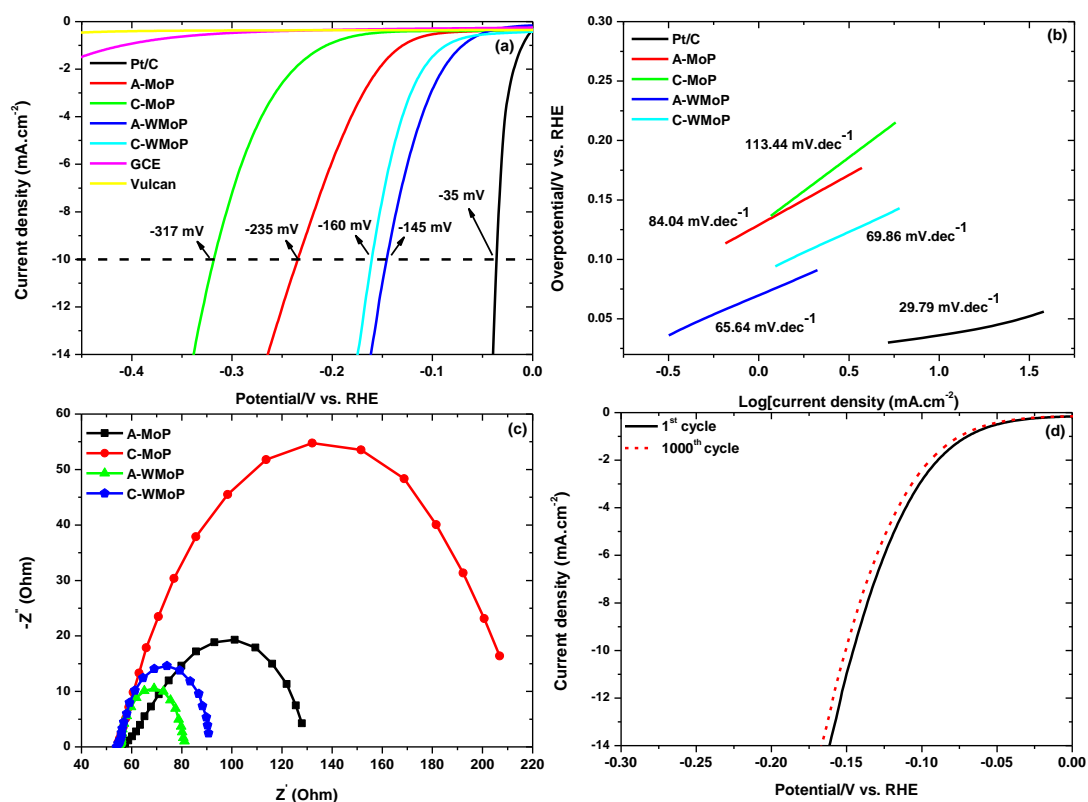 (a)
Pt/C
A-MoP
C-MoP
A-WMoP
C-WMoP
GCE
Vulcan
-317 mV
-235 mV
-160 mV
-145 mV
-35 mV
0
-2
-4
-6
-8
-10
-12
-14
Current density (mA.cm-2)
-0.4
-0.3
-0.2
-0.1
0.0
Potential/V vs. RHE
(b)
Pt/C
A-MoP
C-MoP
A-WMoP
C-WMoP
113.44 mV.dec-1
84.04 mV.dec-1
69.86 mV.dec-1
65.64 mV.dec-1
29.79 mV.dec-1
0.30
0.25
0.20
0.15
0.10
0.05
Overpotential/V vs. RHE
-0.5
0.0
0.5
1.0
1.5
Log[current density (mA.cm-2)
(c)
A-MoP
C-MoP
A-WMoP
C-WMoP
60
50
40
30
20
10
0
-Z" (Ohm)
40
60
80
100
120
140
160
180
200
220
Z' (Ohm)
(d)
1st cycle
1000th cycle
0
-2
-4
-6
-8
-10
-12
-14
Current density (mA.cm-2)
-0.30
-0.25
-0.20
-0.15
-0.10
-0.05
0.00
Potential/V vs. RHE